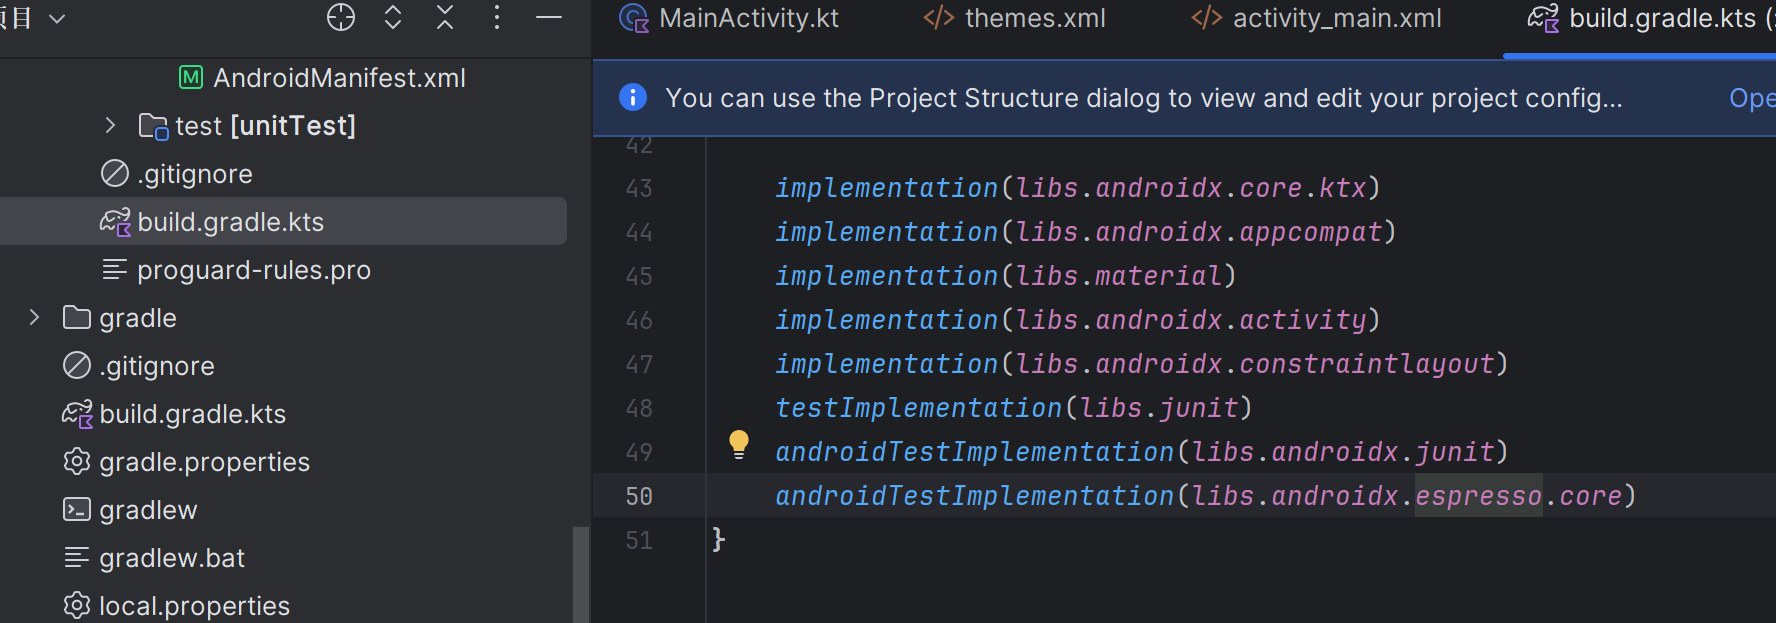 项目
AndroidManifest.xml
test [unitTest]
.gitignore
build.gradle.kts
proguard-rules.pro
gradle
.gitignore
build.gradle.kts
gradle.properties
gradlew
gradlew.bat
local.properties
MainActivity.kt
themes.xml
activity_main.xml
build.gradle.kts (
You can use the Project Structure dialog to view and edit your project config...
Ope
42
43 implementation(libs.androidx.core.ktx)
44 implementation(libs.androidx.appcompat)
45 implementation(libs.material)
46 implementation(libs.androidx.activity)
47 implementation(libs.androidx.constraintlayout)
48 testImplementation(libs.junit)
49 androidTestImplementation(libs.androidx.junit)
50 androidTestImplementation(libs.androidx.espresso.core)
51 }